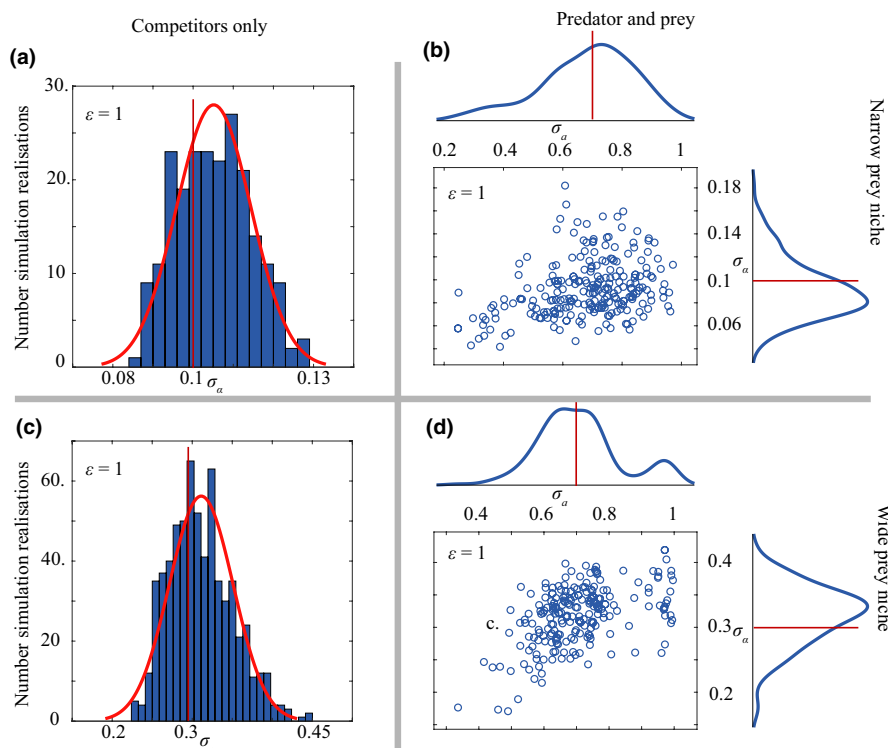 Competitors only
Predator and prey
(a)
(b)
Number simulation realisations
30.
20.
10
0
ε = 1
0.08
0.1
0.13
σα
σa
0.2
0.4
0.6
0.8
1
ε = 1
0.18
0.14
σα
0.1
0.06
Narrow prey niche
(c)
(d)
Number simulation realisations
60.
40.
20
0
ε = 1
0.2
0.3
0.45
σ
σa
0.4
0.6
0.8
1
ε = 1
c.
0.4
0.3
σα
0.2
Wide prey niche